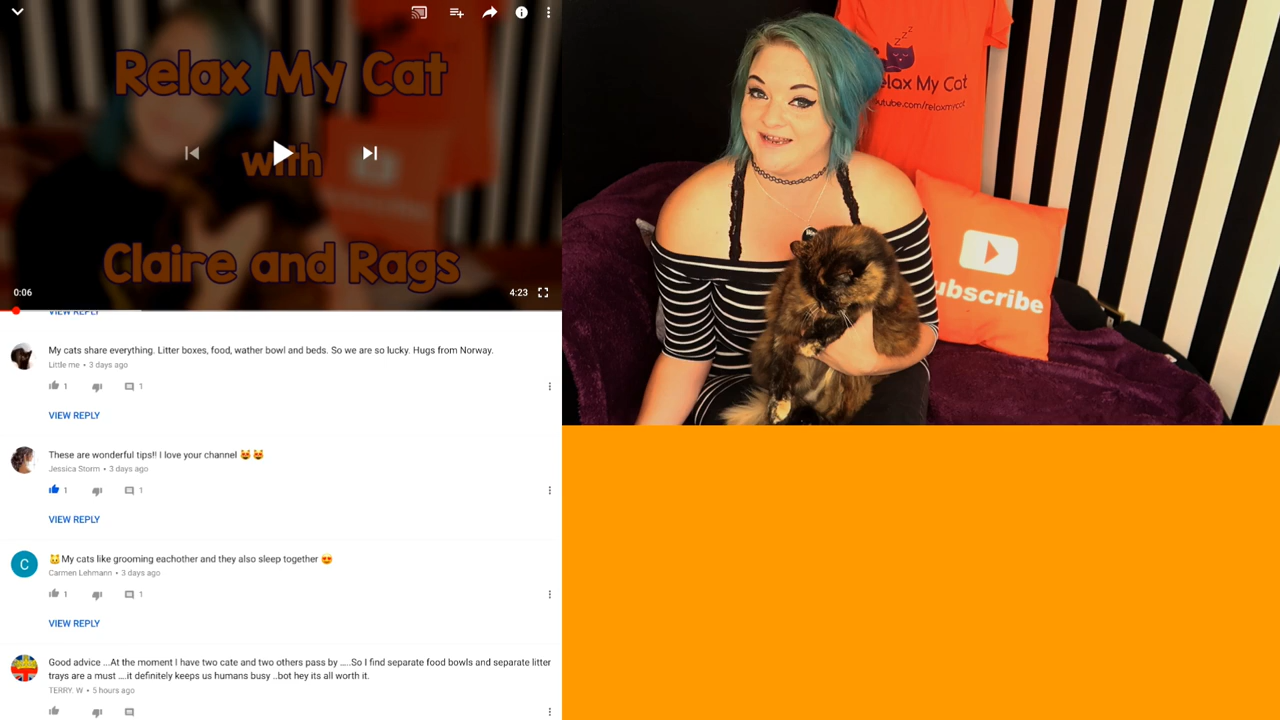 Relax My Cat
with
Claire and Rags
0:06
4:23
VIEW REPLY
My cats share everything. Litter boxes, food, wather bowl and beds. So we are so lucky. Hugs from Norway.
Little me • 3 days ago
1
1
VIEW REPLY
These are wonderful tips!! I love your channel 😻😻
Jessica Storm • 3 days ago
1
1
VIEW REPLY
C
😽My cats like grooming eachother and they also sleep together 😍
Carmen Lehmann • 3 days ago
1
1
VIEW REPLY
Good advice ...At the moment I have two cate and two others pass by .....So I find separate food bowls and separate litter
trays are a must ....it definitely keeps us humans busy ..bot hey its all worth it.
TERRY. W • 5 hours ago
zzz
elax My Cat
utube.com/relaxmycat
ubscribe